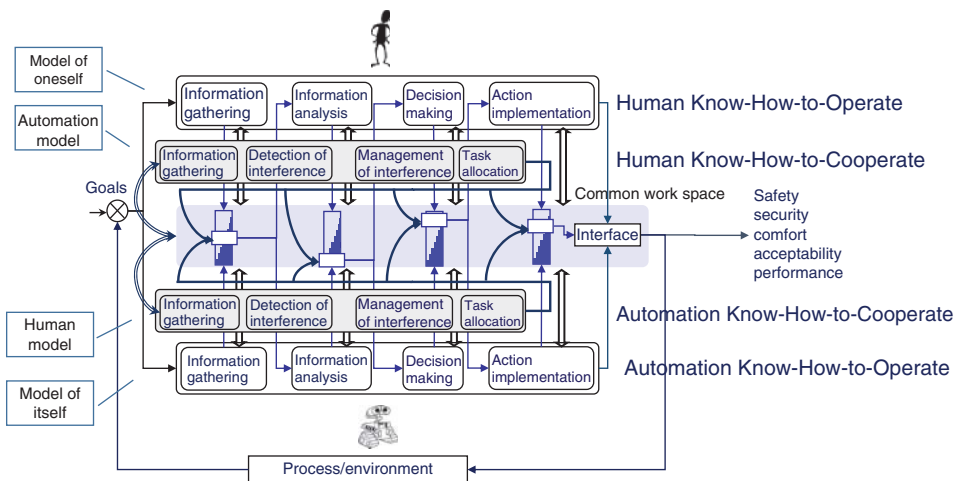 Model of
oneself
Automation
model
Goals
Human
model
Model of
itself
Information
gathering
Information
analysis
Decision
making
Action
implementation
Human Know-How-to-Operate
Information
gathering
Detection of
interference
Management
of interference
Task
allocation
Human Know-How-to-Cooperate
Common work space
Interface
Safety
security
comfort
acceptability
performance
Information
gathering
Detection of
interference
Management
of interference
Task
allocation
Automation Know-How-to-Cooperate
Information
gathering
Information
analysis
Decision
making
Action
implementation
Automation Know-How-to-Operate
Process/environment